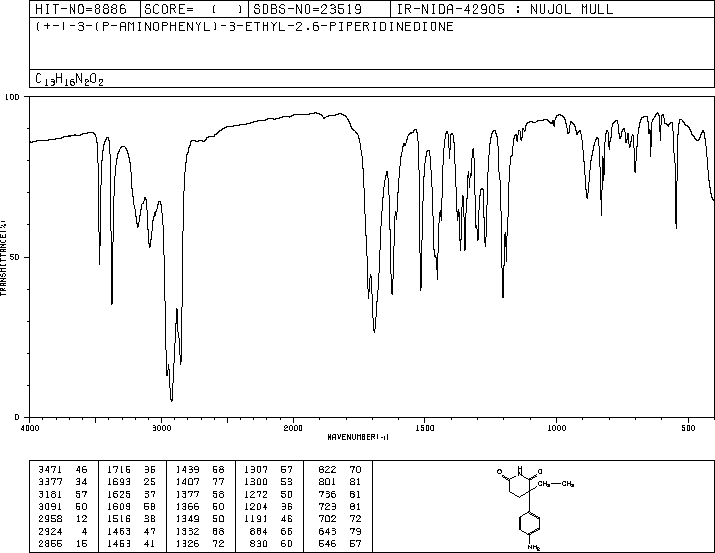 HIT-NO=8886 SCORE= ( ) SDBS-NO=23519 IR-NIDA-42905 : NUJOL MULL
(+-)-3-(P-AMINOPHENYL)-3-ETHYL-2,6-PIPERIDINEDIONE
C13H16N2O2
100
50
0
TRANSMITTANCE(%)
4000 3000 2000 1500 1000 500
WAVENUMBER(-1)
3471 46 1716 36 1439 68 1307 57 822 70
3377 34 1693 25 1407 77 1300 53 801 81
3181 57 1625 37 1377 58 1272 50 736 81
3091 50 1609 58 1366 50 1204 36 723 81
2958 12 1516 38 1349 50 1191 46 702 72
2924 4 1463 47 1332 68 884 66 643 79
2855 15 1453 41 1326 72 830 60 546 57
H
N
O O
CH2 CH3
NH2